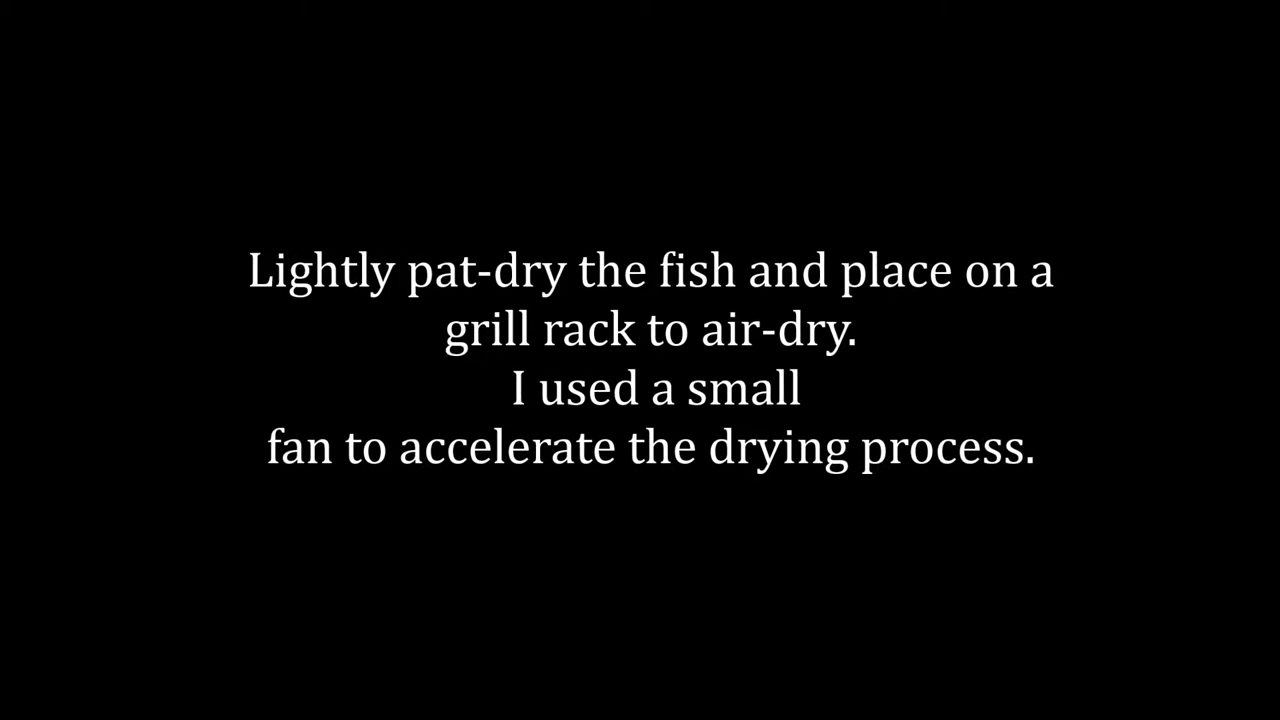 Lightly pat-dry the fish and place on a
grill rack to air-dry.
I used a small
fan to accelerate the drying process.